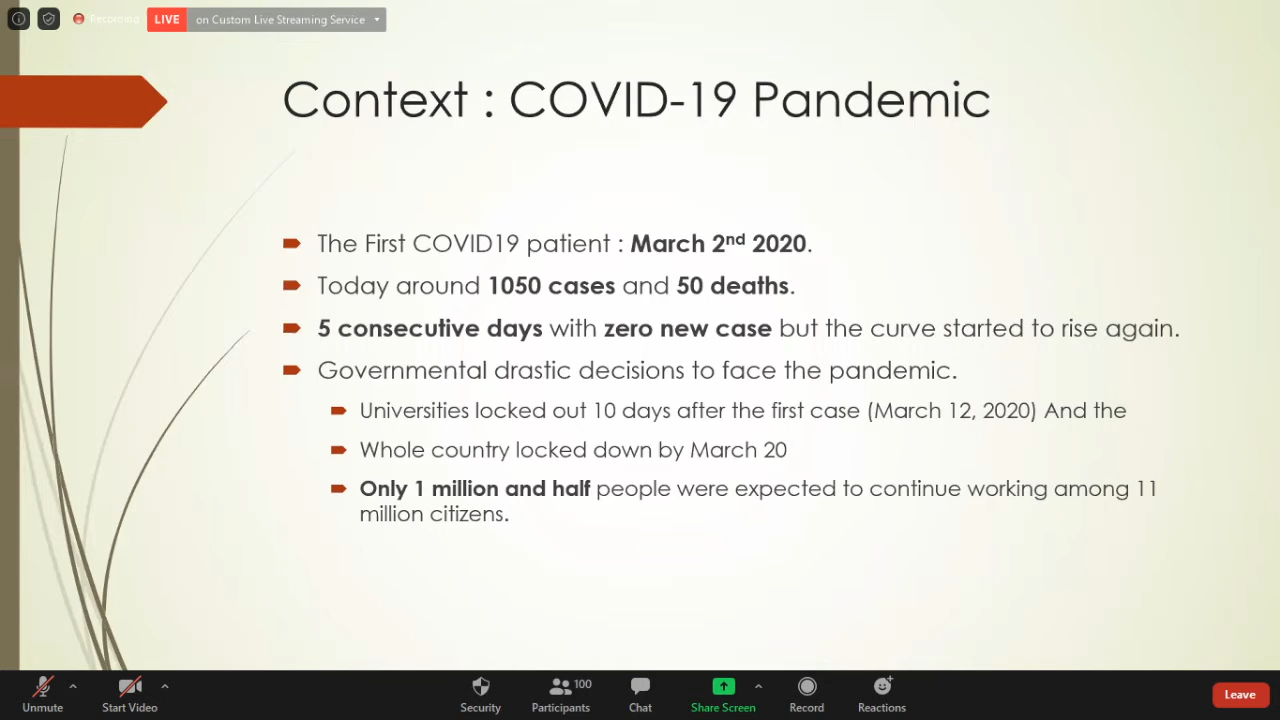 Recording
LIVE on Custom Live Streaming Service
Context : COVID-19 Pandemic
The First COVID19 patient : March 2nd 2020.
Today around 1050 cases and 50 deaths.
5 consecutive days with zero new case but the curve started to rise again.
Governmental drastic decisions to face the pandemic.
Universities locked out 10 days after the first case (March 12, 2020) And the
Whole country locked down by March 20
Only 1 million and half people were expected to continue working among 11
million citizens.
100
Unmute Start Video Security Participants Chat Share Screen Record Reactions Leave